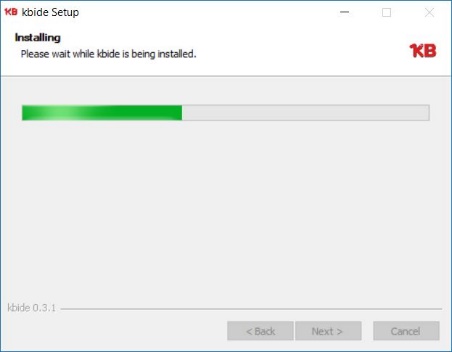 KB kbide Setup
Installing
Please wait while kbide is being installed.
KB
kbide 0.3.1
< Back
Next >
Cancel